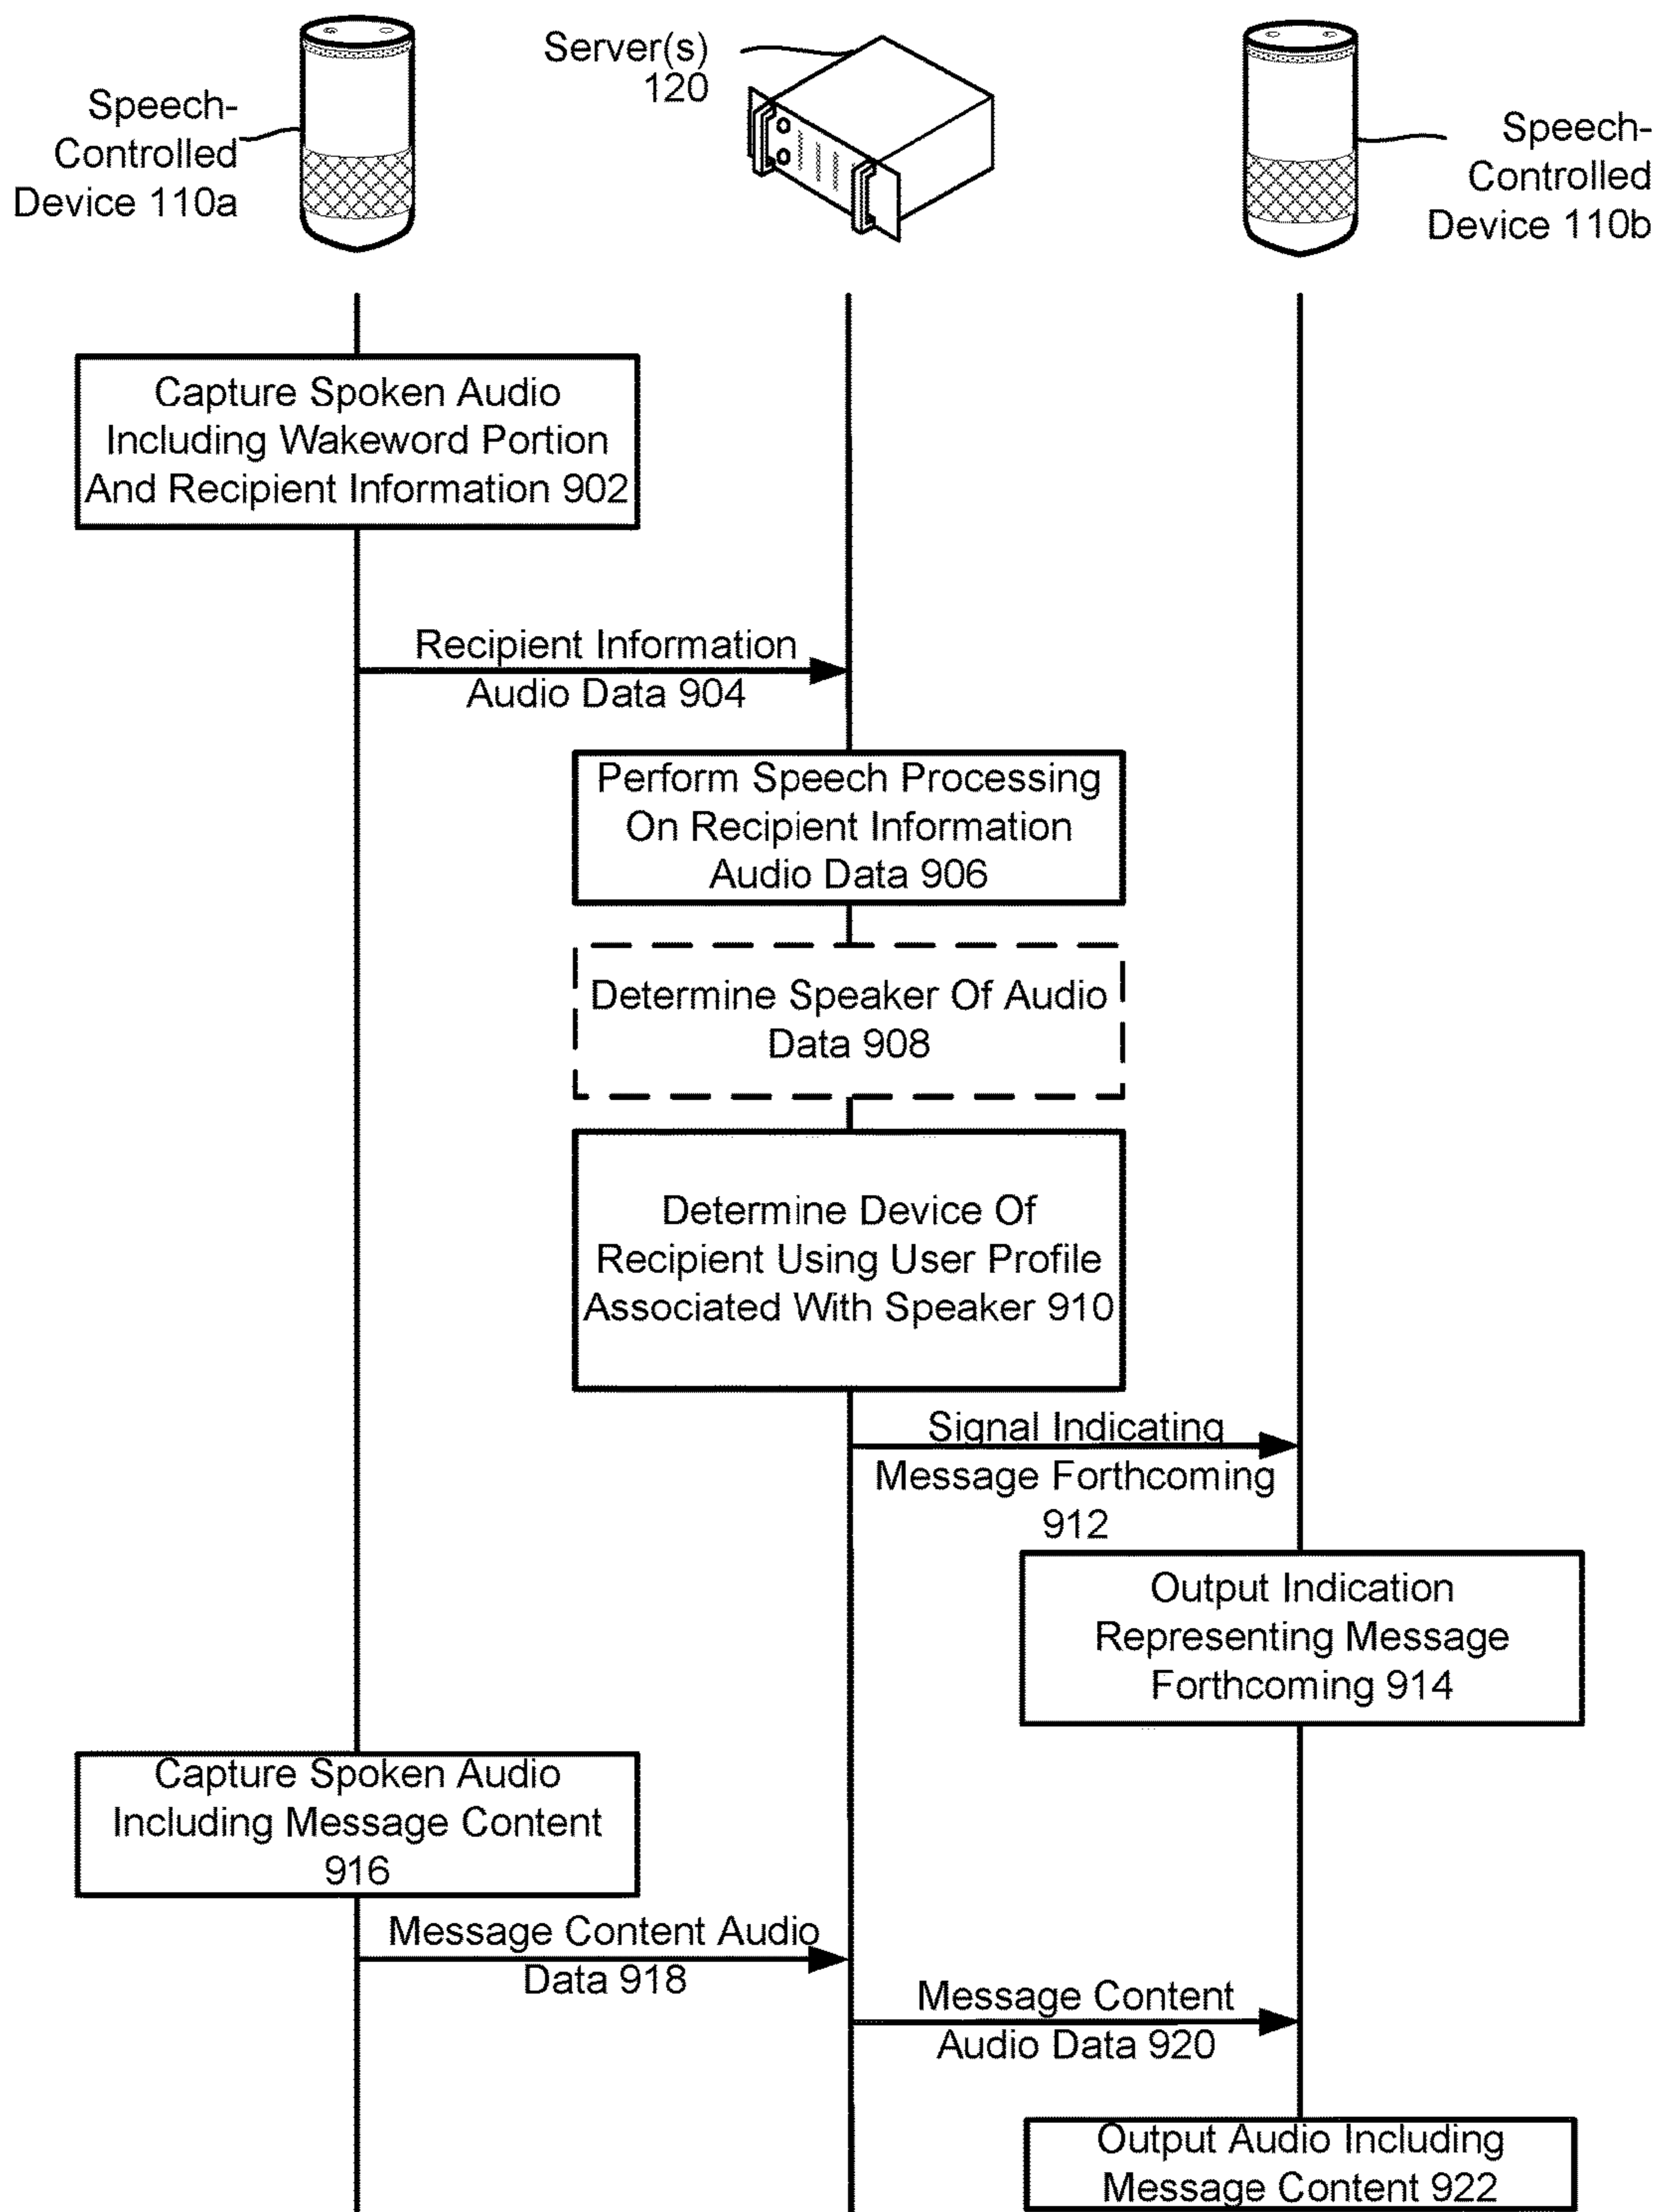 Speech-
Controlled
Device 110a
Server(s)
120
Speech-
Controlled
Device 110b
Capture Spoken Audio
Including Wakeword Portion
And Recipient Information 902
Recipient Information
Audio Data 904
Perform Speech Processing
On Recipient Information
Audio Data 906
Determine Speaker Of Audio
Data 908
Determine Device Of
Recipient Using User Profile
Associated With Speaker 910
Signal Indicating
Message Forthcoming
912
Output Indication
Representing Message
Forthcoming 914
Capture Spoken Audio
Including Message Content
916
Message Content Audio
Data 918
Message Content
Audio Data 920
Output Audio Including
Message Content 922